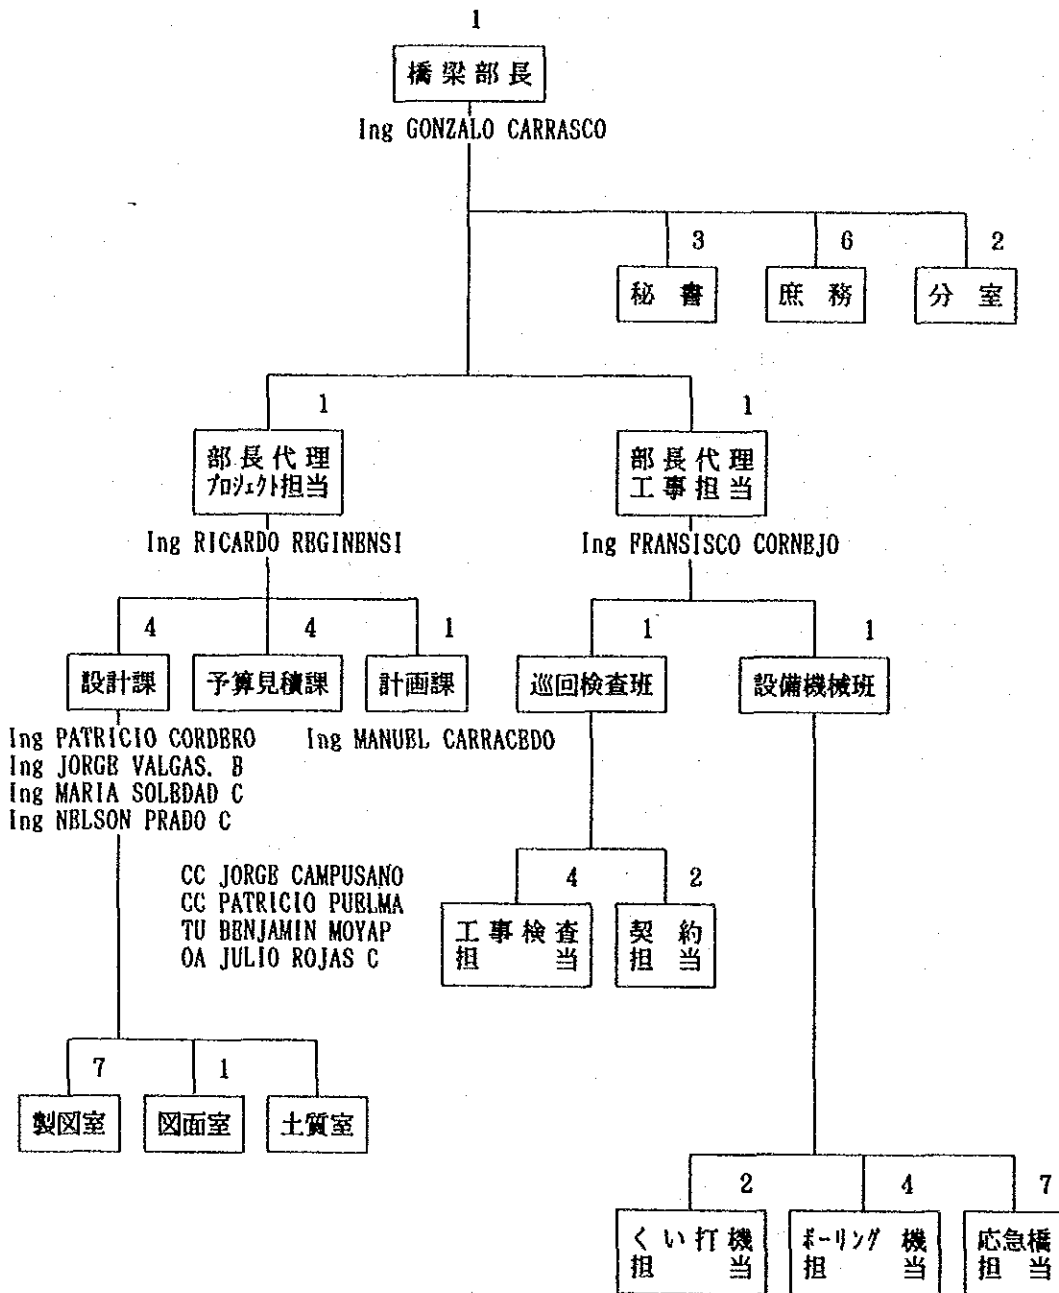 1
橋梁部長
Ing GONZALO CARRASCO
3
6
2
秘書
庶務
分室
1
1
部長代理
プロジェクト担当
部長代理
工事担当
Ing RICARDO REGINENSI
Ing FRANSISCO CORNEJO
4
4
1
1
1
設計課
予算見積課
計画課
巡回検査班
設備機械班
Ing PATRICIO CORDERO
Ing JORGE VALGAS. B
Ing MARIA SOLEDAD C
Ing NELSON PRADO C
Ing MANUEL CARRACEDO
CC JORGE CAMPUSANO
CC PATRICIO PUELMA
TU BENJAMIN MOYAP
OA JULIO ROJAS C
4
2
工事検査
担当
契約
担当
7
1
製図室
図面室
土質室
2
4
7
くい打機
担当
ボーリング機
担当
応急橋
担当